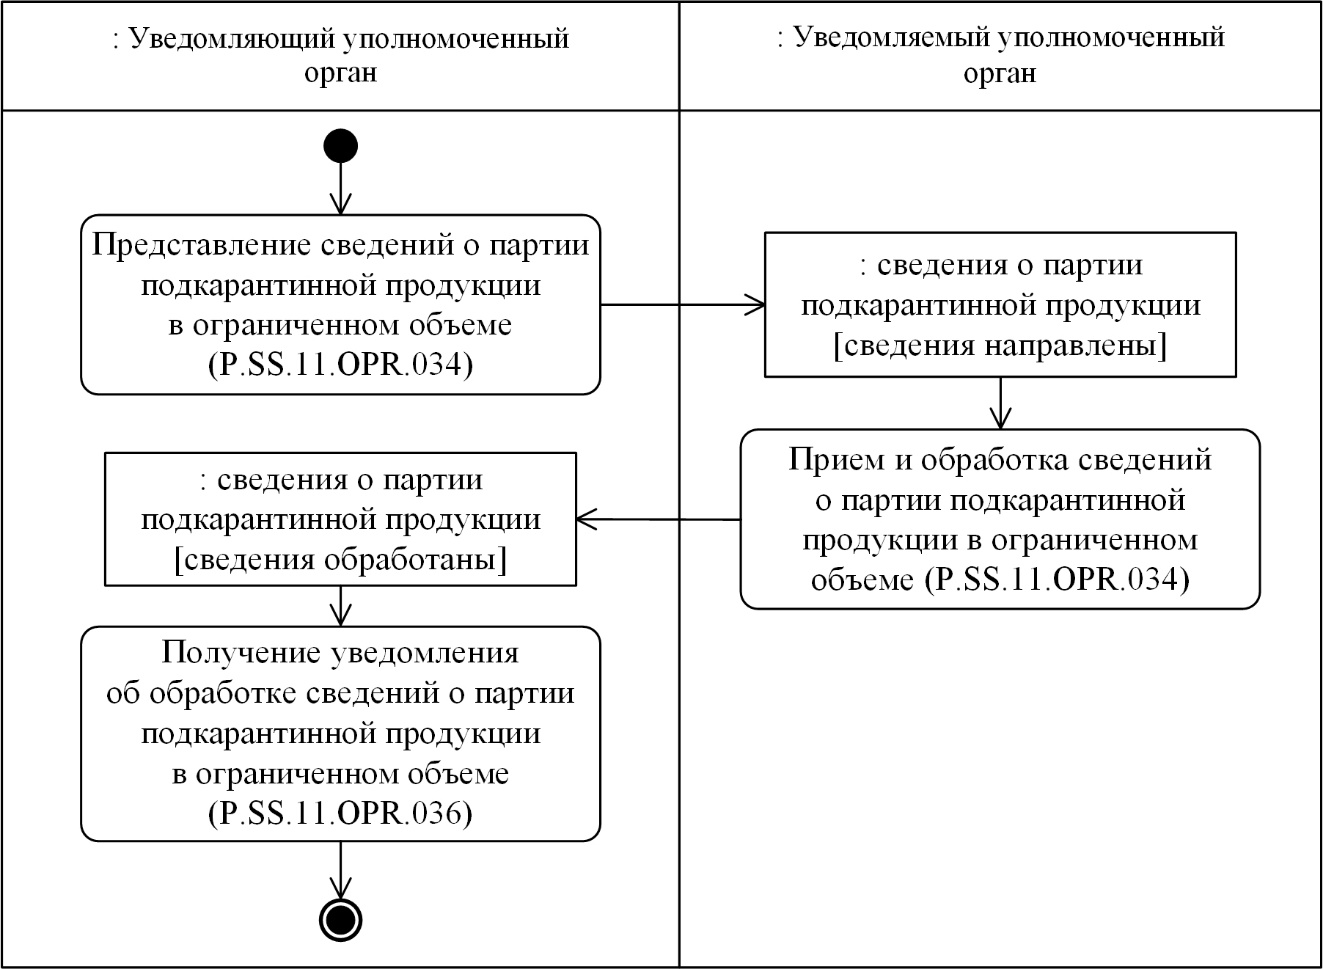 : Уведомляющий уполномоченный
орган
: Уведомляемый уполномоченный
орган
Представление сведений о партии
подкарантинной продукции
в ограниченном объеме
(P.SS.11.OPR.034)
: сведения о партии
подкарантинной продукции
[сведения направлены]
Прием и обработка сведений
о партии подкарантинной
продукции в ограниченном
объеме (P.SS.11.OPR.034)
: сведения о партии
подкарантинной продукции
[сведения обработаны]
Получение уведомления
об обработке сведений о партии
подкарантинной продукции
в ограниченном объеме
(P.SS.11.OPR.036)